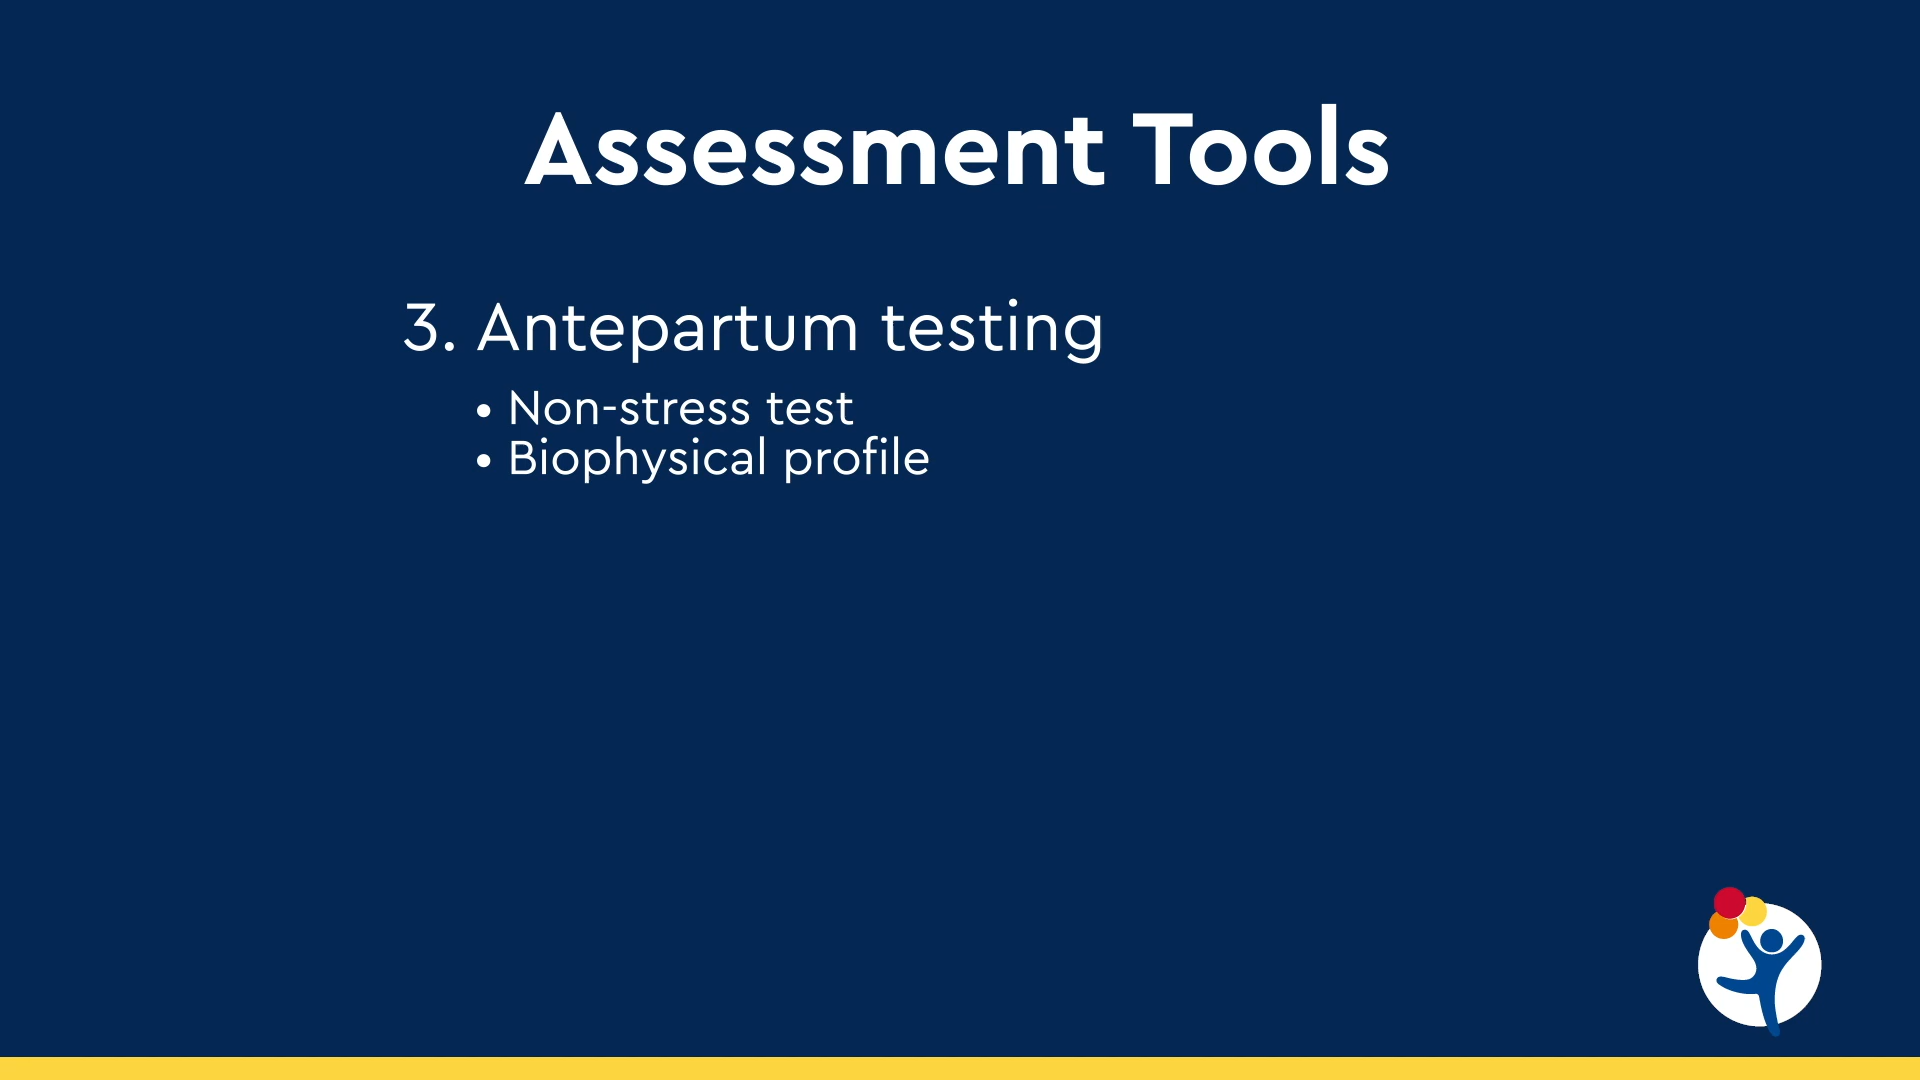 Assessment Tools
3. Antepartum testing
• Non-stress test
• Biophysical profile